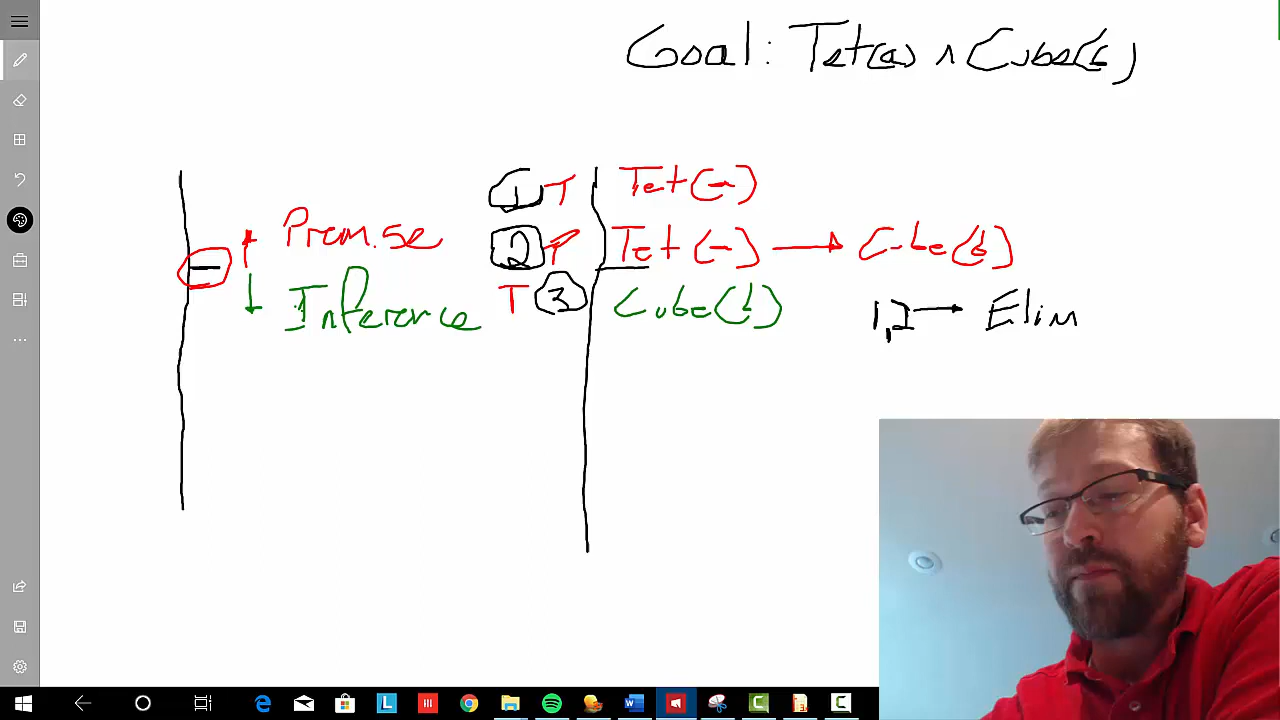 Goal: Tet(a) ∧ Cube(b)
1 T Tet(a)
Premise 2 T Tet(a) → Cube(b)
Inference T 3 Cube(b) 1,2 → Elim